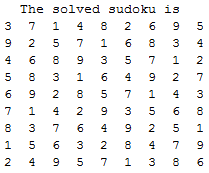 The solved sudoku is
3 7 1 4 8 2 6 9 5
9 2 5 7 1 6 8 3 4
4 6 8 9 3 5 7 1 2
5 8 3 1 6 4 9 2 7
6 9 2 8 5 7 1 4 3
7 1 4 2 9 3 5 6 8
8 3 7 6 4 9 2 5 1
1 5 6 3 2 8 4 7 9
2 4 9 5 7 1 3 8 6